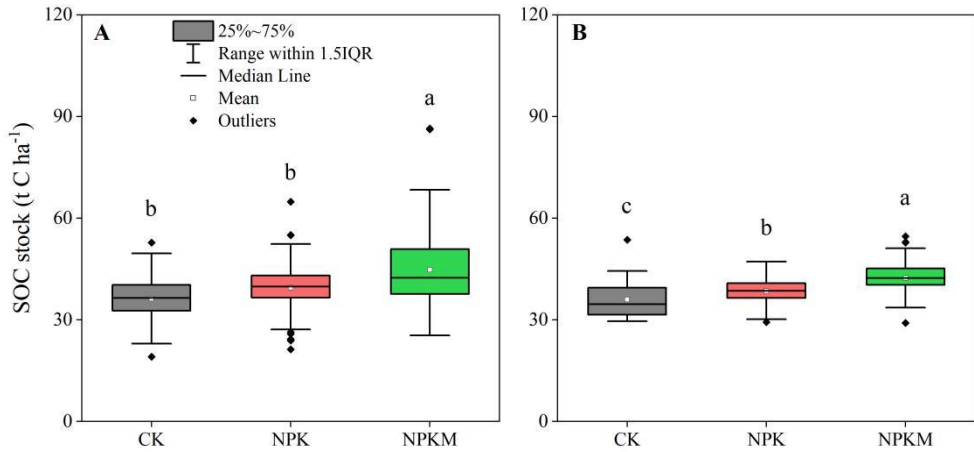 120
90
60
30
0
SOC stock (t C ha⁻¹)
A
25%~75%
Range within 1.5IQR
Median Line
Mean
Outliers
b
b
a
CK
NPK
NPKM
120
90
60
30
0
B
c
b
a
CK
NPK
NPKM